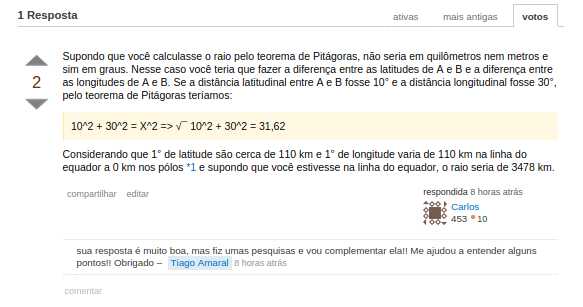 1 Resposta
ativas mais antigas votos
Supondo que você calculasse o raio pelo teorema de Pitágoras, não seria em quilômetros nem metros e
sim em graus. Nesse caso você teria que fazer a diferença entre as latitudes de A e B e a diferença entre
as longitudes de A e B. Se a distância latitudinal entre A e B fosse 10° e a distância longitudinal fosse 30°,
pelo teorema de Pitágoras teríamos:
2
10^2 + 30^2 = X^2 => √¯ 10^2 + 30^2 = 31,62
Considerando que 1° de latitude são cerca de 110 km e 1° de longitude varia de 110 km na linha do
equador a 0 km nos pólos *1 e supondo que você estivesse na linha do equador, o raio seria de 3478 km.
compartilhar editar
respondida 8 horas atrás
Carlos
453 10
sua resposta é muito boa, mas fiz umas pesquisas e vou complementar ela!! Me ajudou a entender alguns
pontos!! Obrigado – Tiago Amaral 8 horas atrás
comentar